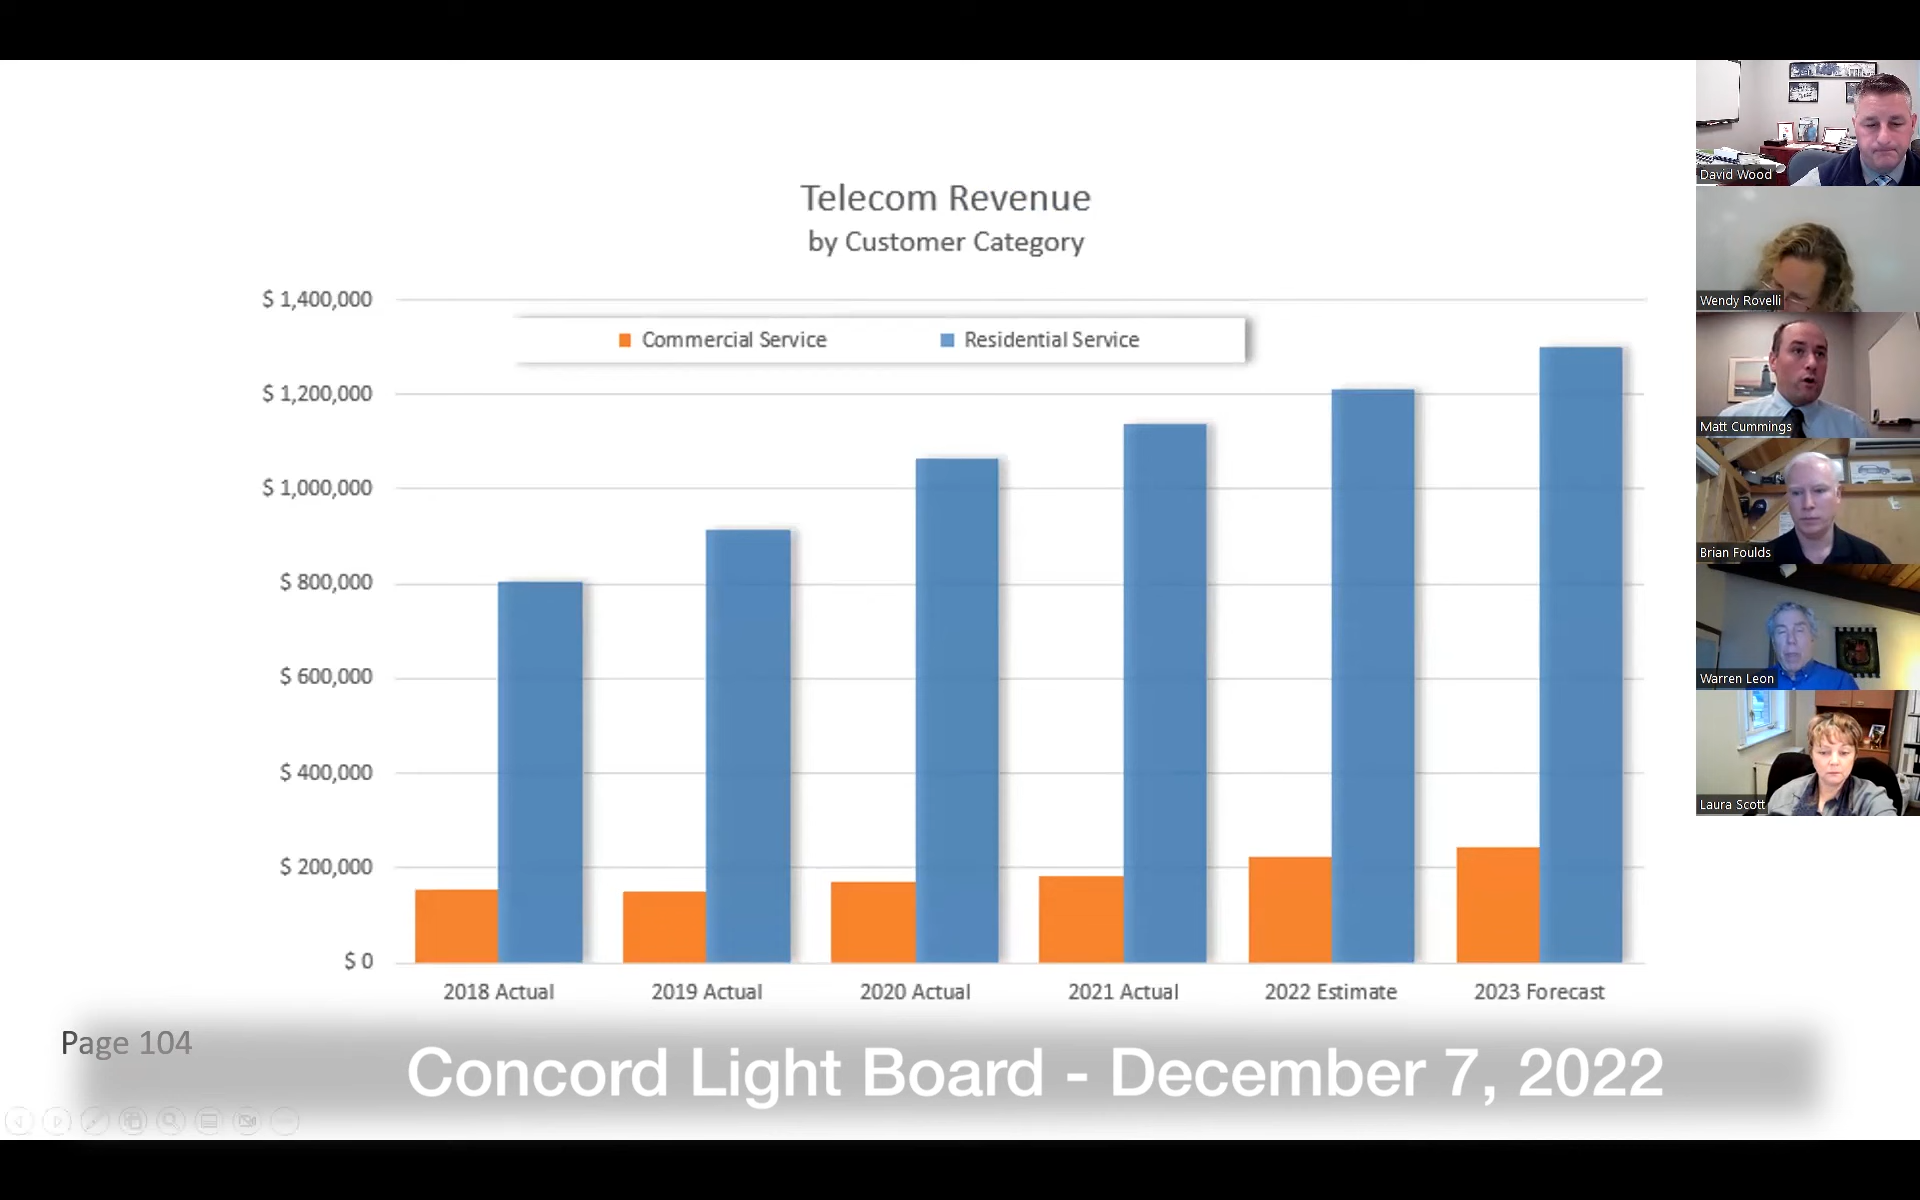 Telecom Revenue
by Customer Category
$ 1,400,000
Commercial Service
Residential Service
$ 1,200,000
$ 1,000,000
$ 800,000
$ 600,000
$ 400,000
$ 200,000
$ 0
2018 Actual
2019 Actual
2020 Actual
2021 Actual
2022 Estimate
2023 Forecast
Page 104
Concord Light Board - December 7, 2022
David Wood
Wendy Rovelli
Matt Cummings
Brian Foulds
Warren Leon
Laura Scott